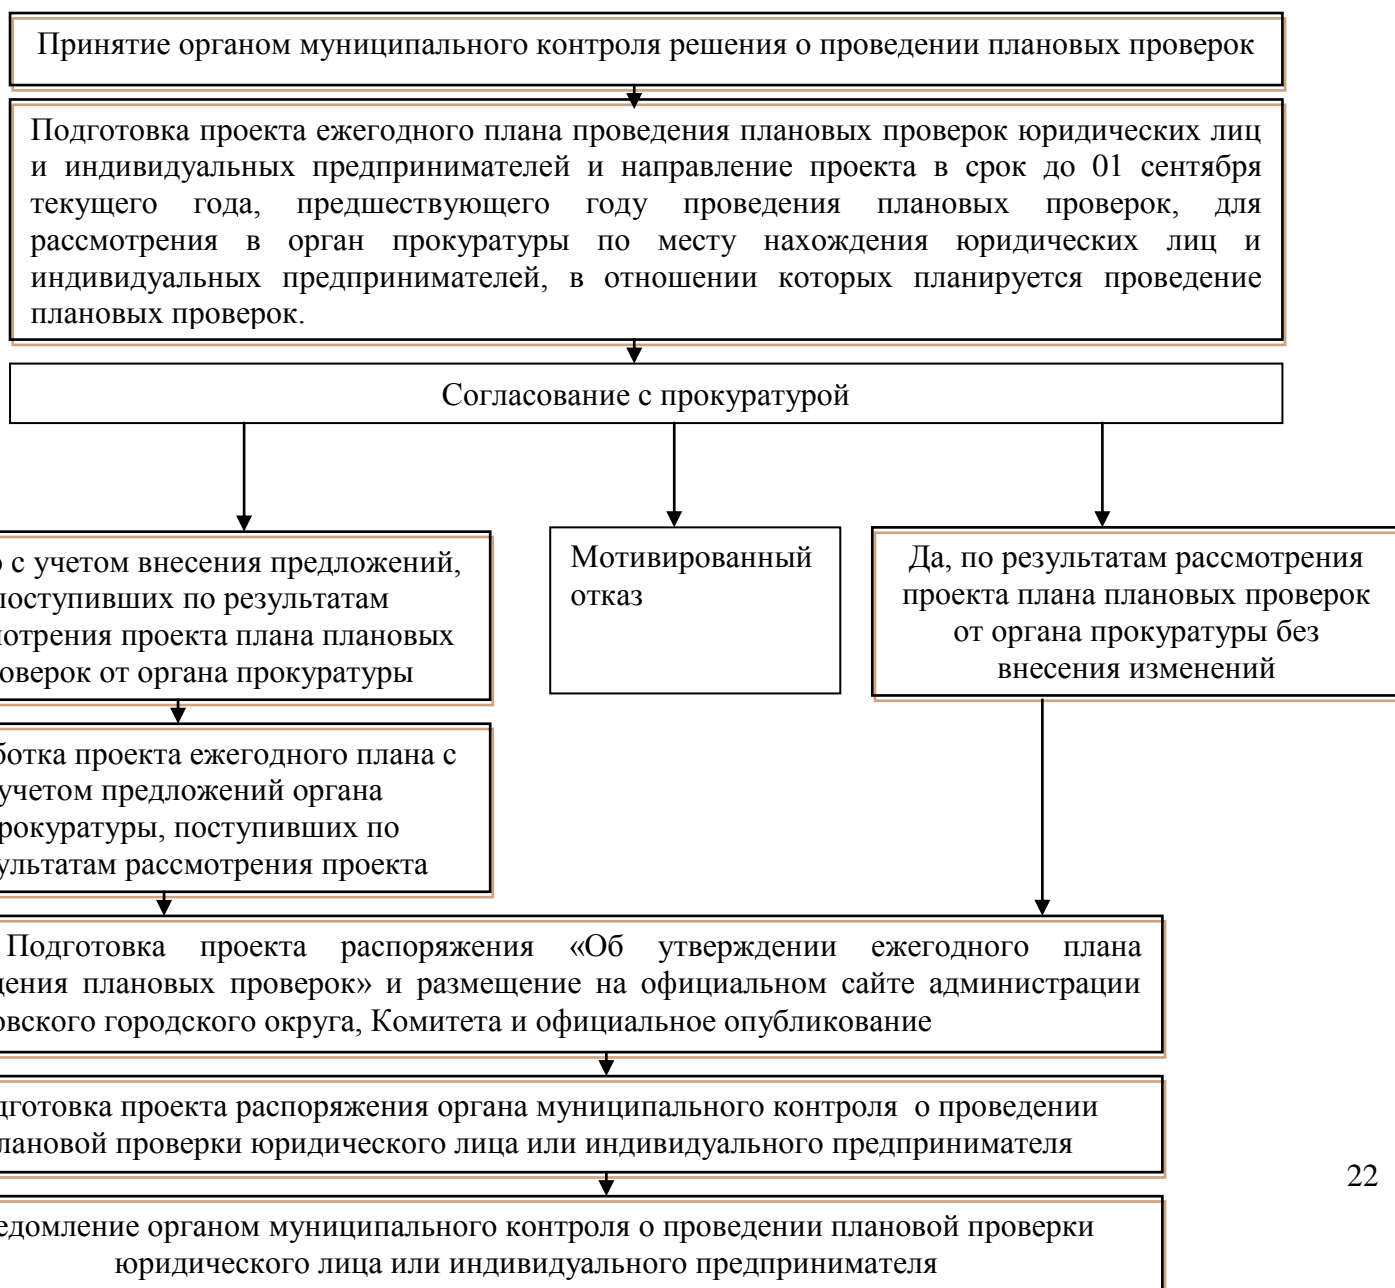 Принятие органом муниципального контроля решения о проведении плановых проверок
Подготовка проекта ежегодного плана проведения плановых проверок юридических лиц
и индивидуальных предпринимателей и направление проекта в срок до 01 сентября
текущего года, предшествующего году проведения плановых проверок, для
рассмотрения в орган прокуратуры по месту нахождения юридических лиц и
индивидуальных предпринимателей, в отношении которых планируется проведение
плановых проверок.
Согласование с прокуратурой
с учетом внесения предложений,
поступивших по результатам
проекта плана плановых
от органа прокуратуры
Мотивированный
отказ
Да, по результатам рассмотрения
проекта плана плановых проверок
от органа прокуратуры без
внесения изменений
проекта ежегодного плана с
учетом предложений органа
поступивших по
рассмотрения проекта
Подготовка проекта распоряжения «Об утверждении ежегодного плана
плановых проверок» и размещение на официальном сайте администрации
городского округа, Комитета и официальное опубликование
проекта распоряжения органа муниципального контроля о проведении
проверки юридического лица или индивидуального предпринимателя
22
органом муниципального контроля о проведении плановой проверки
юридического лица или индивидуального предпринимателя